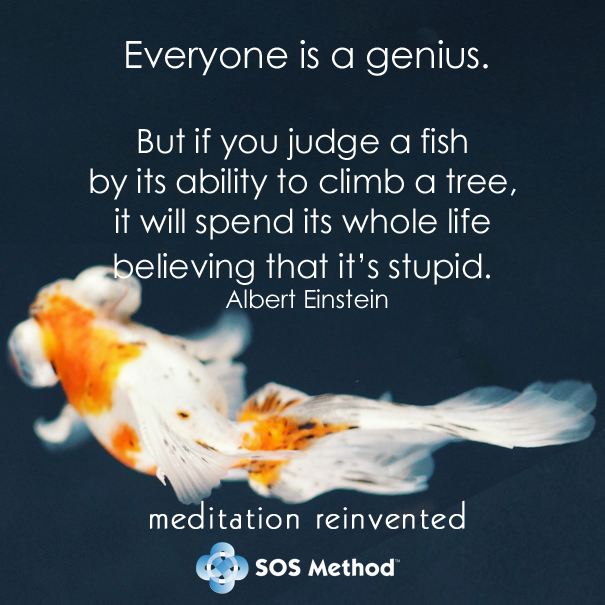 Everyone is a genius.
But if you judge a fish
by its ability to climb a tree,
it will spend its whole life
believing that it's stupid.
Albert Einstein
meditation reinvented
SOS Method™